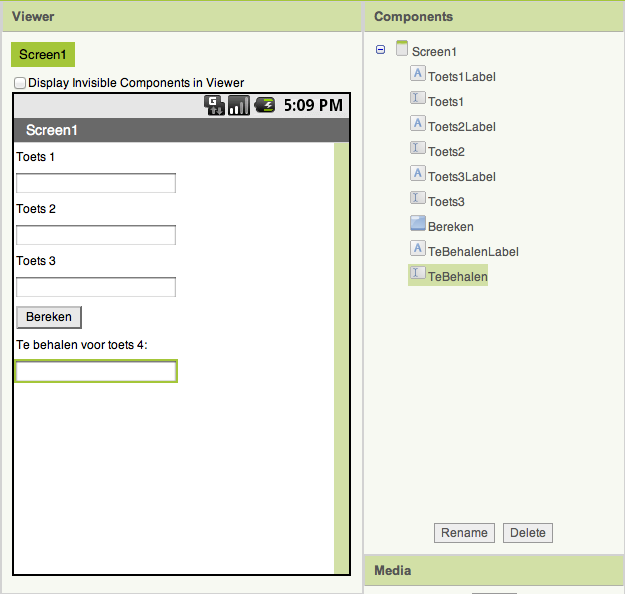 Viewer
Screen1
Display Invisible Components in Viewer
5:09 PM
Screen1
Toets 1
Toets 2
Toets 3
Bereken
Te behalen voor toets 4:
Components
Screen1
Toets1Label
Toets1
Toets2Label
Toets2
Toets3Label
Toets3
Bereken
TeBehalenLabel
TeBehalen
Rename Delete
Media